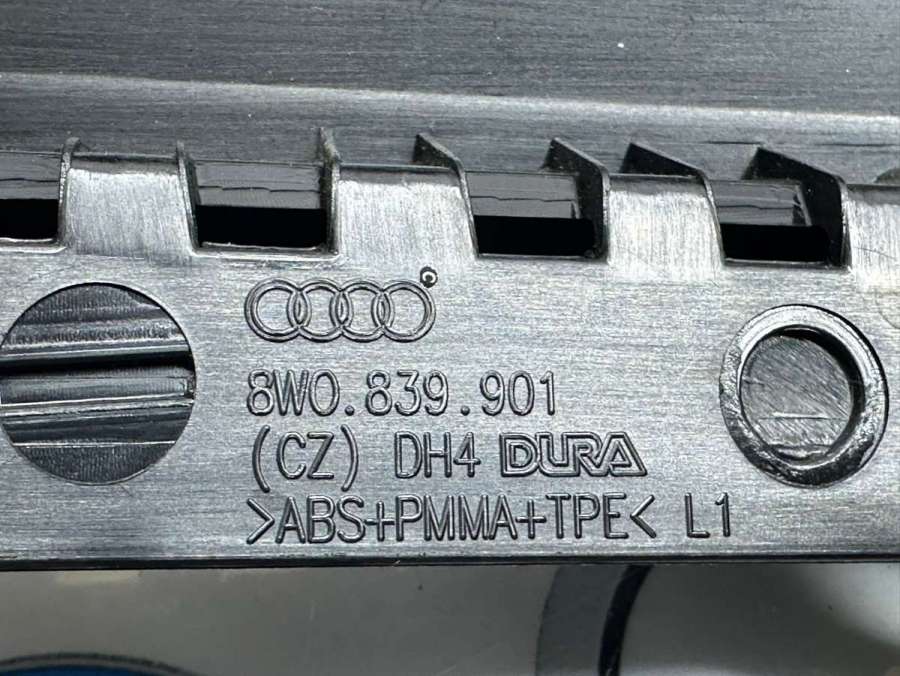 ©
8W0.839.901
(CZ) DH4 DURA
>ABS+PMMA+TPE< L1